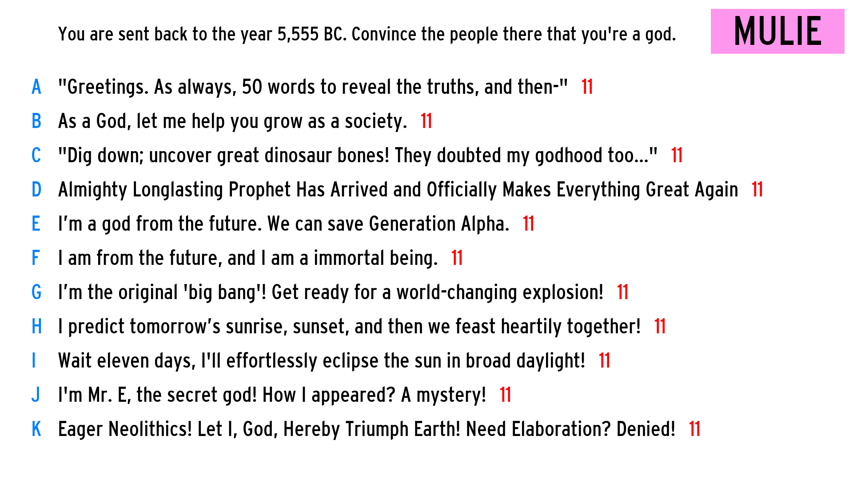 You are sent back to the year 5,555 BC. Convince the people there that you're a god.
MULIE
A "Greetings. As always, 50 words to reveal the truths, and then-" 11
B As a God, let me help you grow as a society. 11
C "Dig down; uncover great dinosaur bones! They doubted my godhood too..." 11
D Almighty Longlasting Prophet Has Arrived and Officially Makes Everything Great Again 11
E I’m a god from the future. We can save Generation Alpha. 11
F I am from the future, and I am a immortal being. 11
G I’m the original 'big bang'! Get ready for a world-changing explosion! 11
H I predict tomorrow’s sunrise, sunset, and then we feast heartily together! 11
I Wait eleven days, I'll effortlessly eclipse the sun in broad daylight! 11
J I'm Mr. E, the secret god! How I appeared? A mystery! 11
K Eager Neolithics! Let I, God, Hereby Triumph Earth! Need Elaboration? Denied! 11